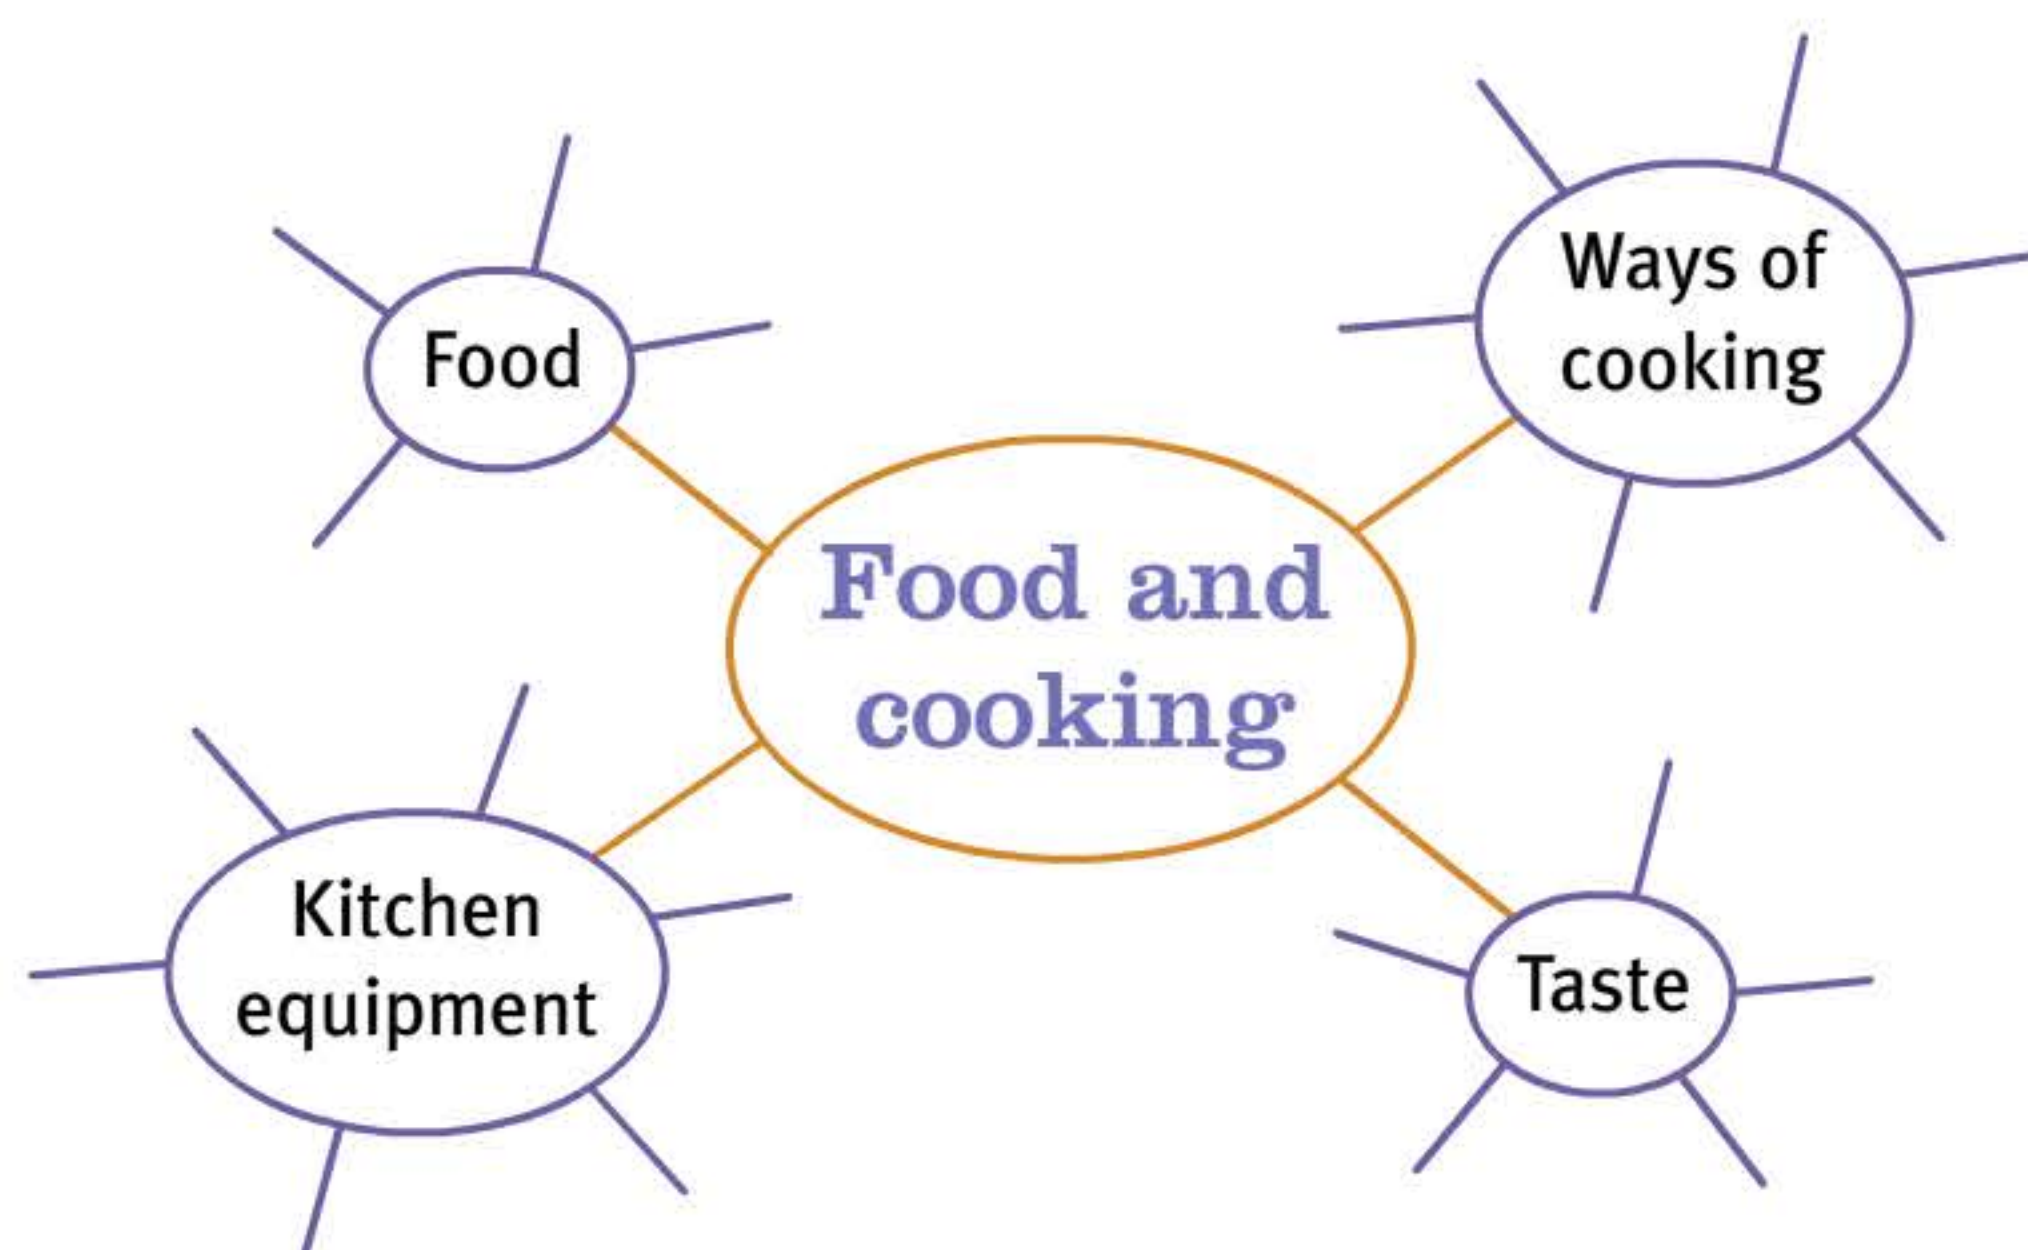 Food
Ways of
cooking
Food and
cooking
Kitchen
equipment
Taste